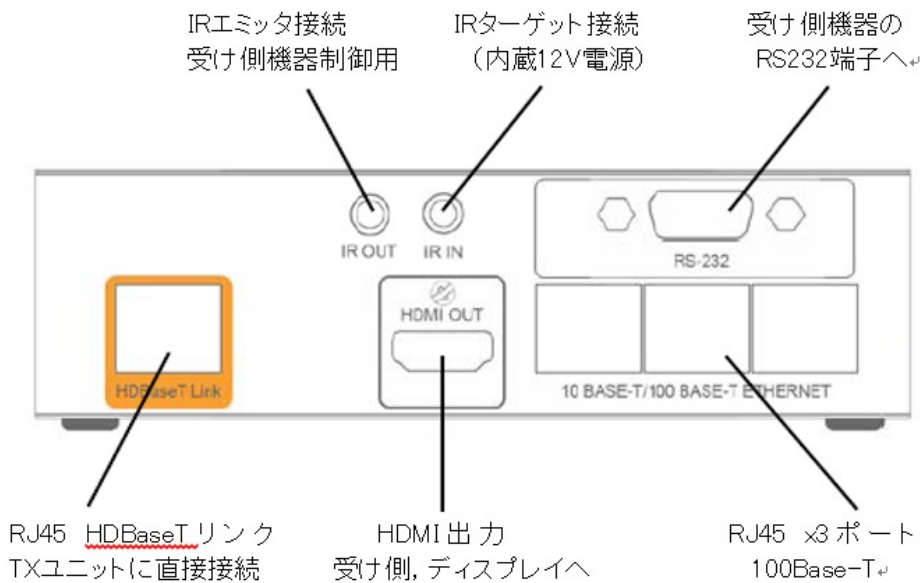 IRエミッタ接続
受け側機器制御用
IRターゲット接続
（内蔵12V電源）
受け側機器の
RS232端子へ
IR OUT
IR IN
RS-232
HDMI OUT
HDBaseT Link
10 BASE-T/100 BASE-T ETHERNET
RJ45 HDBaseTリンク
TXユニットに直接接続
HDMI出力
受け側，ディスプレイへ
RJ45 x3ポート
100Base-T